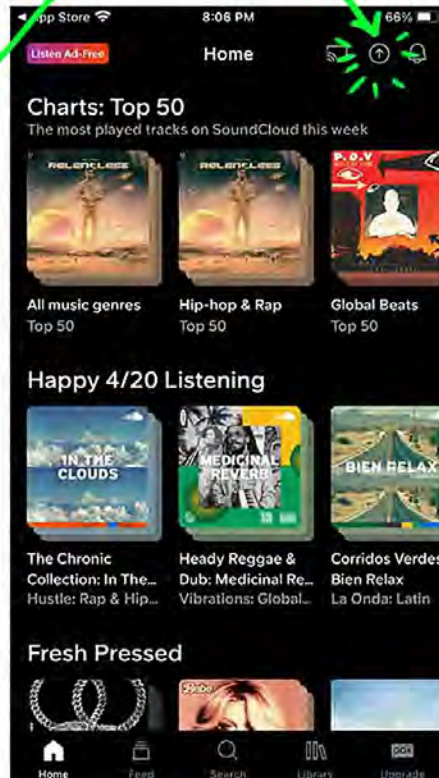 App Store 8:06 PM 66%
Listen Ad-Free Home
Charts: Top 50
The most played tracks on SoundCloud this week
RELENTLESS RELENTLESS P.O.V
All music genres Hip-hop & Rap Global Beats
Top 50 Top 50 Top 50
Happy 4/20 Listening
IN THE CLOUDS MEDICINAL REVERB BIEN RELAX
The Chronic Heady Reggae & Corridos Verdes
Collection: In The... Dub: Medicinal Re... Bien Relax
Hustle: Rap & Hip... Vibrations: Global... La Onda: Latin
Fresh Pressed
Home Feed Search Library Upgrade